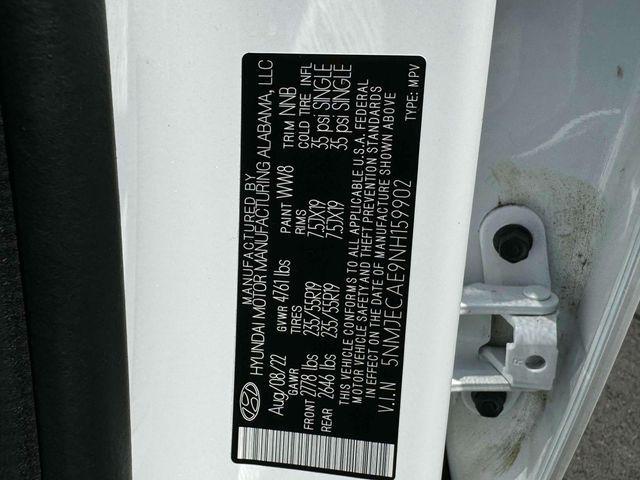 MANUFACTURED BY
HYUNDAI MOTOR MANUFACTURING ALABAMA, LLC
Aug/08/22 GVWR 4761 lbs PAINT WW8 TRIM NNB
GAWR TIRES RIMS COLD TIRE INFL
FRONT 2778 lbs 235/55R19 7.5JX19 35 psi SINGLE
REAR 2646 lbs 235/55R19 7.5JX19 35 psi SINGLE
THIS VEHICLE CONFORMS TO ALL APPLICABLE U.S.A. FEDERAL
MOTOR VEHICLE SAFETY AND THEFT PREVENTION STANDARDS
IN EFFECT ON THE DATE OF MANUFACTURE SHOWN ABOVE
V.I.N 5NMJECAE9NH159902 TYPE: MPV